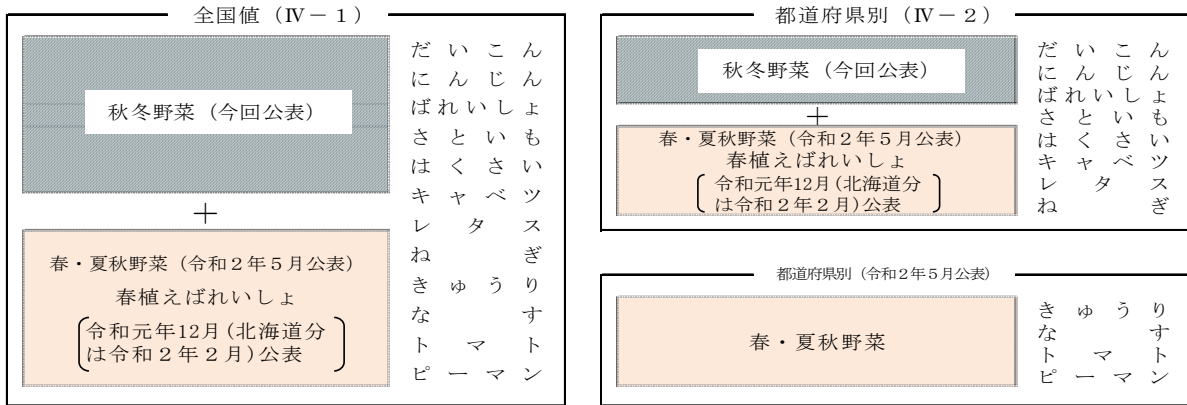 全国値（Ⅳ－１）
秋冬野菜（今回公表）
＋
春・夏秋野菜（令和２年５月公表）
春植えばれいしょ
令和元年12月（北海道分
は令和２年２月）公表
だいこん
にんじん
ばれいしょ
さといも
はくさい
キャベツ
レタス
ねぎ
きゅうり
なす
トマト
ピーマン
都道府県別（Ⅳ－２）
秋冬野菜（今回公表）
＋
春・夏秋野菜（令和２年５月公表）
春植えばれいしょ
令和元年12月（北海道分
は令和２年２月）公表
だいこん
にんじん
ばれいしょ
さといも
はくさい
キャベツ
レタス
ねぎ
都道府県別（令和２年５月公表）
春・夏秋野菜
きゅうり
なす
トマト
ピーマン